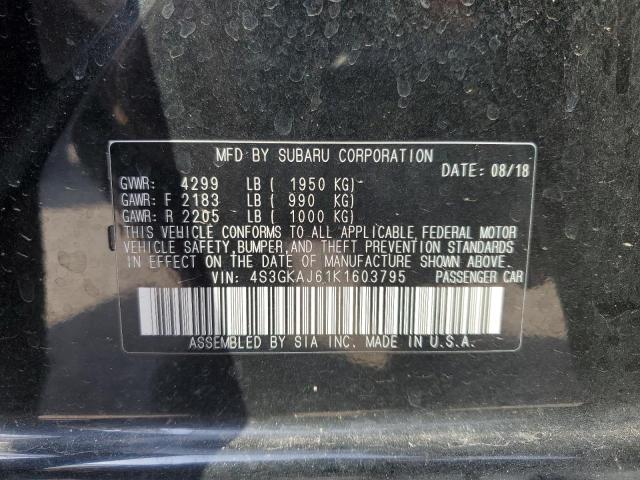 MFD BY SUBARU CORPORATION
DATE: 08/18
GVWR: 4299 LB ( 1950 KG)
GAWR: F 2183 LB ( 990 KG)
GAWR: R 2205 LB ( 1000 KG)
THIS VEHICLE CONFORMS TO ALL APPLICABLE, FEDERAL MOTOR
VEHICLE SAFETY, BUMPER, AND THEFT PREVENTION STANDARDS
IN EFFECT ON THE DATE OF MANUFACTURE SHOWN ABOVE.
VIN: 4S3GKAJ61K1603795 PASSENGER CAR
ASSEMBLED BY SIA INC. MADE IN U.S.A.